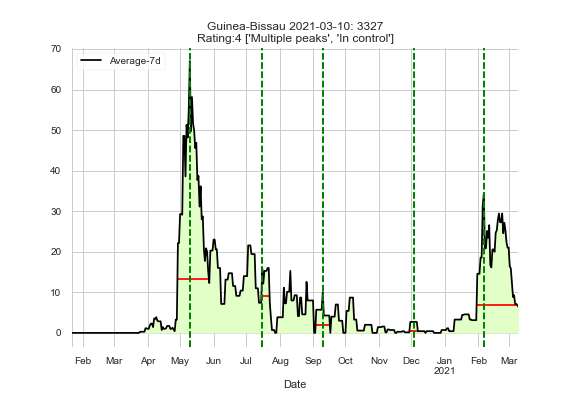 Guinea-Bissau 2021-03-10: 3327
Rating:4 ['Multiple peaks', 'In control']
Average-7d
70
60
50
40
30
20
10
0
Feb Mar Apr May Jun Jul Aug Sep Oct Nov Dec Jan Feb Mar
2021
Date